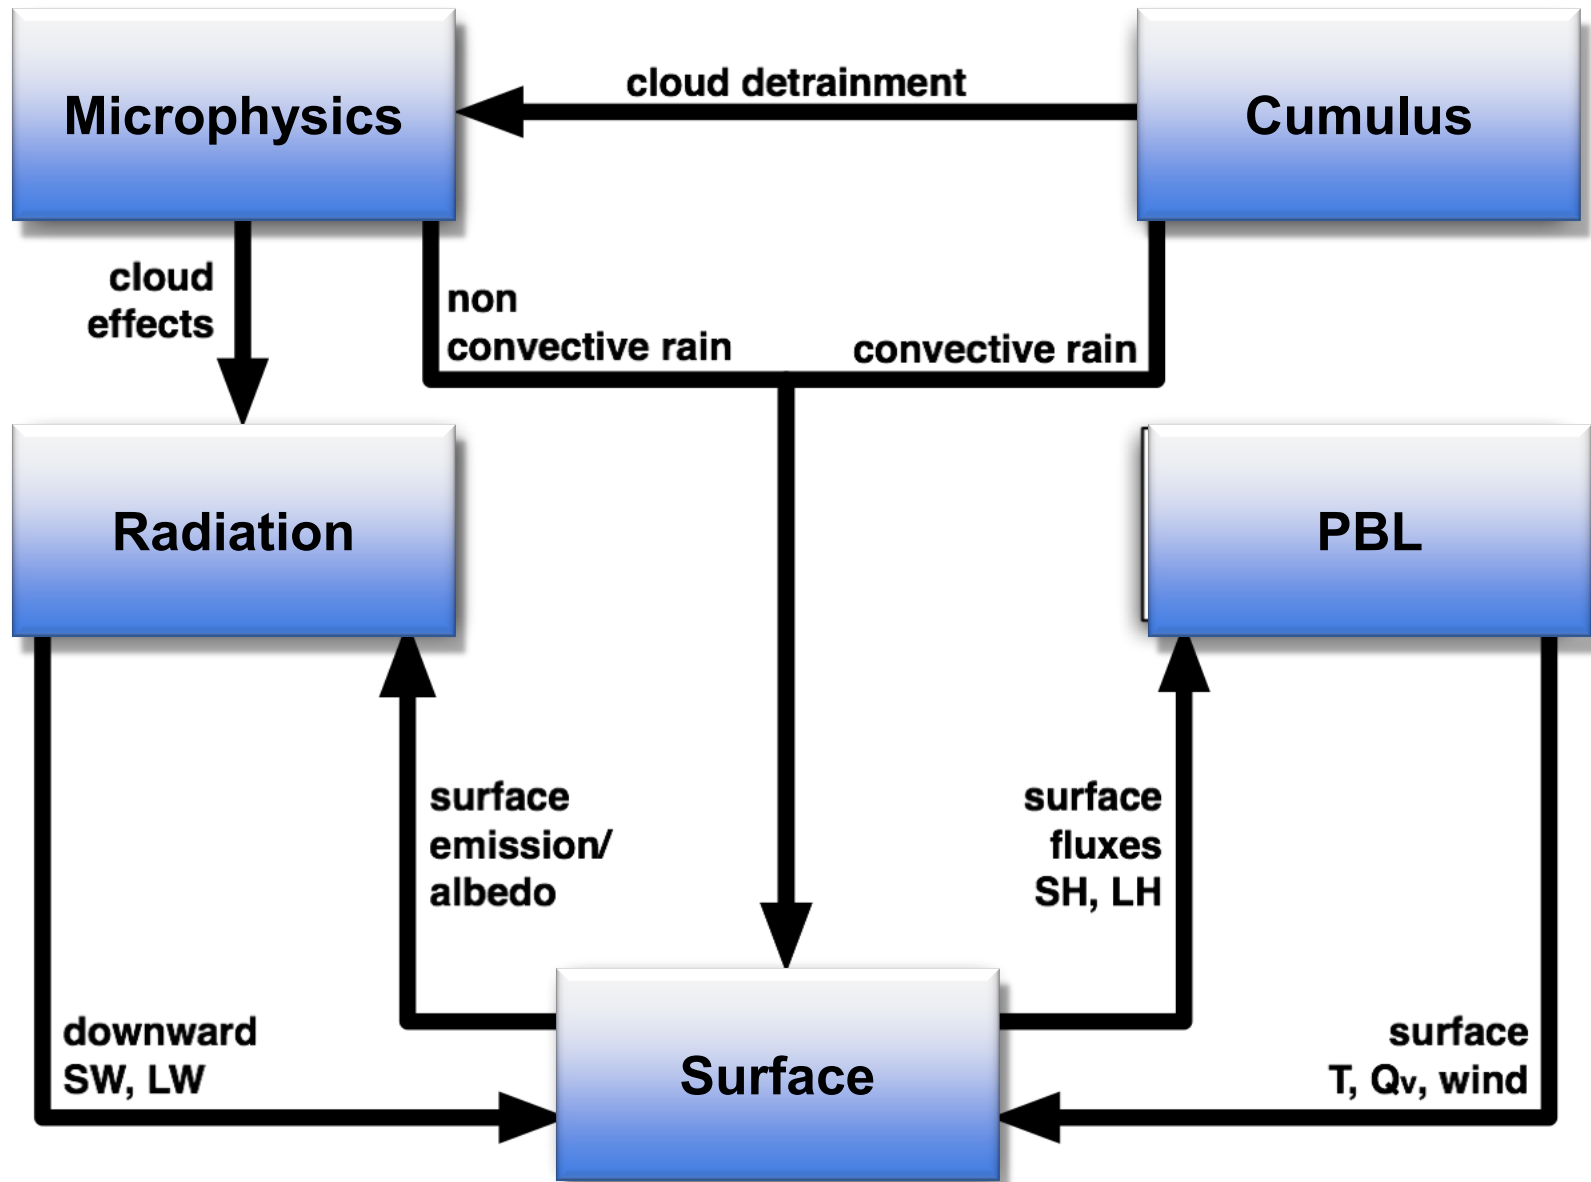 Microphysics
cloud detrainment
Cumulus
cloud
effects
non
convective rain
convective rain
Radiation
PBL
surface
emission/
albedo
surface
fluxes
SH, LH
downward
SW, LW
Surface
surface
T, Qv, wind